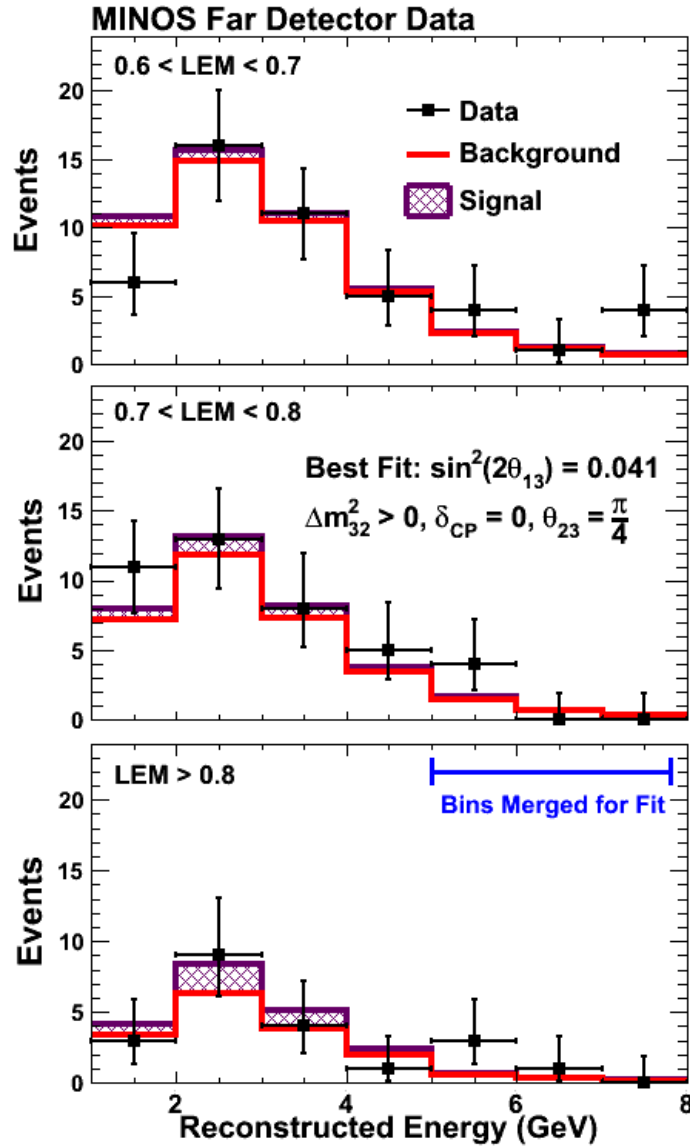 MINOS Far Detector Data
0.6 < LEM < 0.7
Data
Background
Signal
Events
20
15
10
5
0
0.7 < LEM < 0.8
Best Fit: sin²(2θ₁₃) = 0.041
Δm²₃₂ > 0, δ_CP = 0, θ₂₃ = π/4
Events
20
15
10
5
0
LEM > 0.8
Bins Merged for Fit
Events
20
15
10
5
0
2 4 6 8
Reconstructed Energy (GeV)